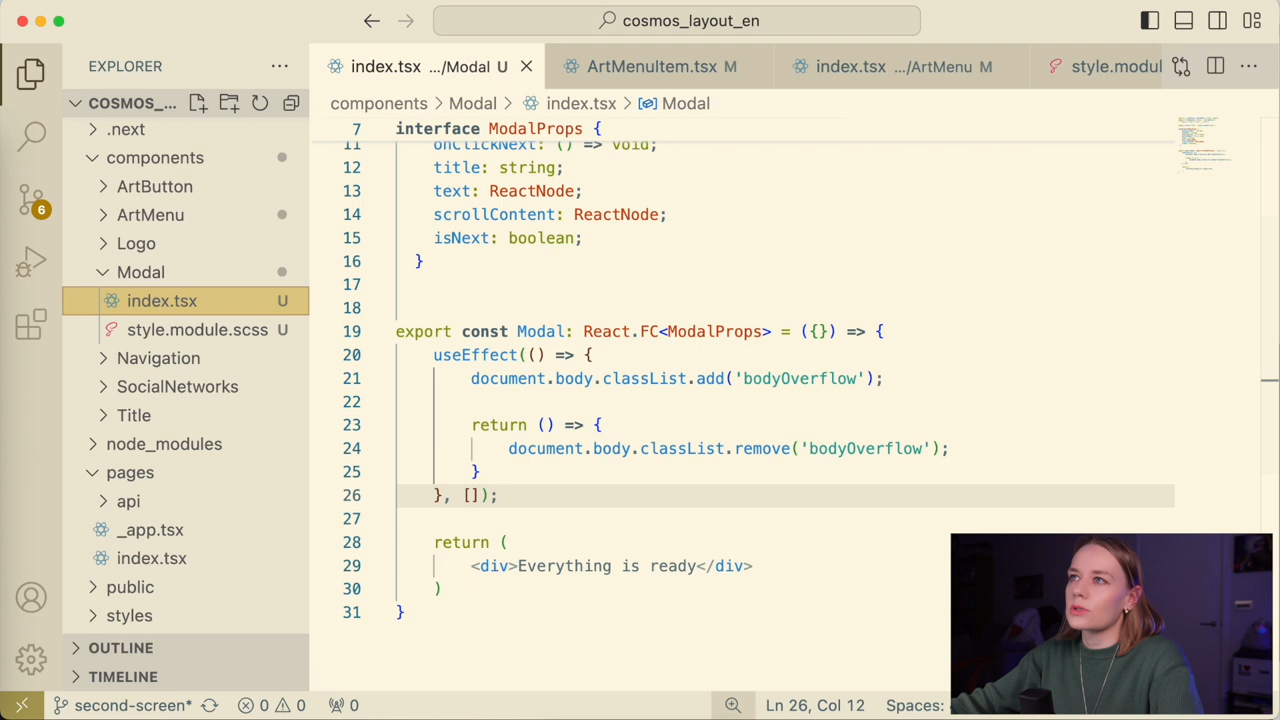 cosmos_layout_en
EXPLORER
COSMOS_...
.next
components
ArtButton
ArtMenu
Logo
Modal
index.tsx U
style.module.scss U
Navigation
SocialNetworks
Title
node_modules
pages
api
_app.tsx
index.tsx
public
styles
OUTLINE
TIMELINE
6
index.tsx .../Modal U
ArtMenuItem.tsx M
index.tsx .../ArtMenu M
style.modul
components > Modal > index.tsx > Modal
7 interface ModalProps {
11 onClickNext: () => void;
12 title: string;
13 text: ReactNode;
14 scrollContent: ReactNode;
15 isNext: boolean;
16 }
17
18
19 export const Modal: React.FC<ModalProps> = ({}) => {
20 useEffect(() => {
21 document.body.classList.add('bodyOverflow');
22
23 return () => {
24 document.body.classList.remove('bodyOverflow');
25 }
26 }, []);
27
28 return (
29 <div>Everything is ready</div>
30 )
31 }
second-screen* 0 0 0 Ln 26, Col 12 Spaces: